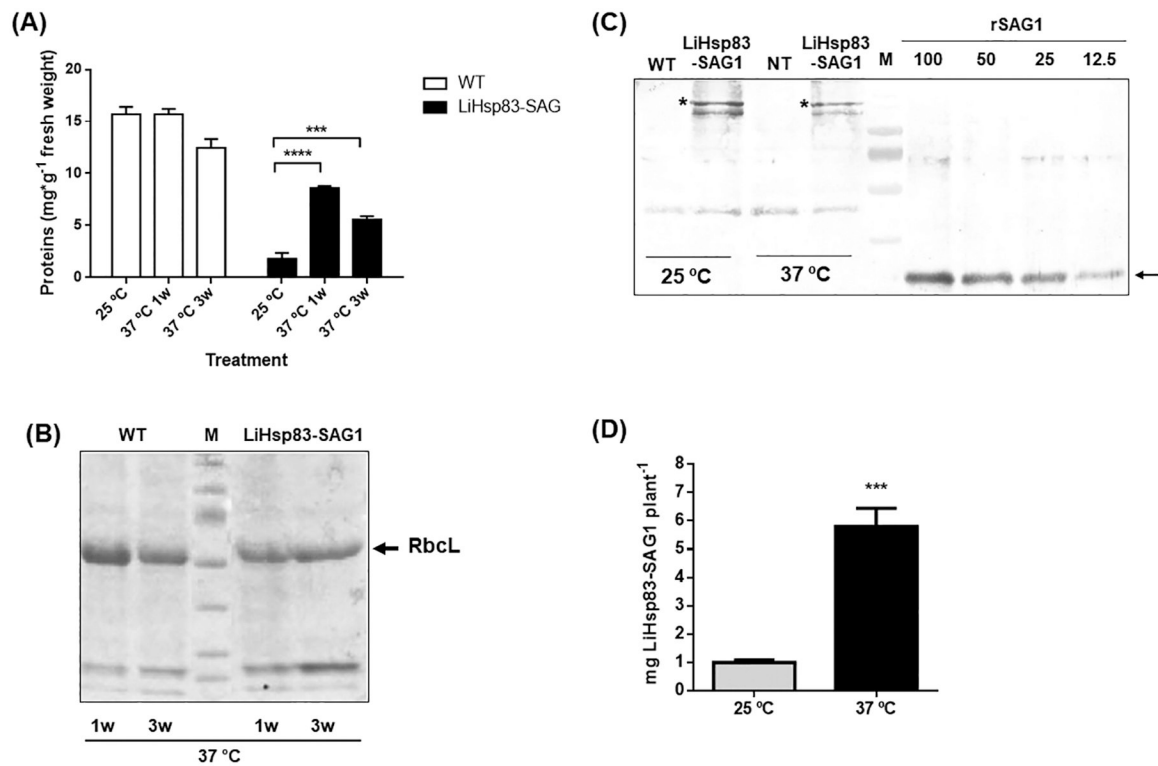 (A)
Proteins (mg*g⁻¹ fresh weight)
20
15
10
5
0
WT
LiHsp83-SAG
***
****
25 ºC
37 ºC 1w
37 ºC 3w
25 ºC
37 ºC 1w
37 ºC 3w
Treatment
(B)
WT M LiHsp83-SAG1
RbcL
1w 3w 1w 3w
37 ºC
(C)
rSAG1
LiHsp83 LiHsp83
WT -SAG1 NT -SAG1 M 100 50 25 12.5
* *
25 ºC 37 ºC
(D)
mg LiHsp83-SAG1 plant⁻¹
8
7
6
5
4
3
2
1
0
***
25 ºC 37 ºC